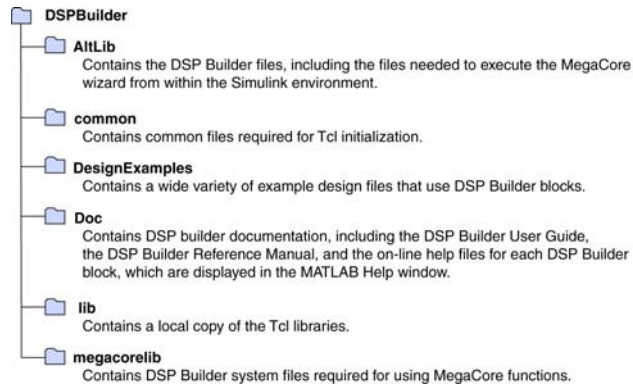 DSPBuilder
AltLib
Contains the DSP Builder files, including the files needed to execute the MegaCore
wizard from within the Simulink environment.
common
Contains common files required for Tcl initialization.
DesignExamples
Contains a wide variety of example design files that use DSP Builder blocks.
Doc
Contains DSP builder documentation, including the DSP Builder User Guide,
the DSP Builder Reference Manual, and the on-line help files for each DSP Builder
block, which are displayed in the MATLAB Help window.
lib
Contains a local copy of the Tcl libraries.
megacorelib
Contains DSP Builder system files required for using MegaCore functions.